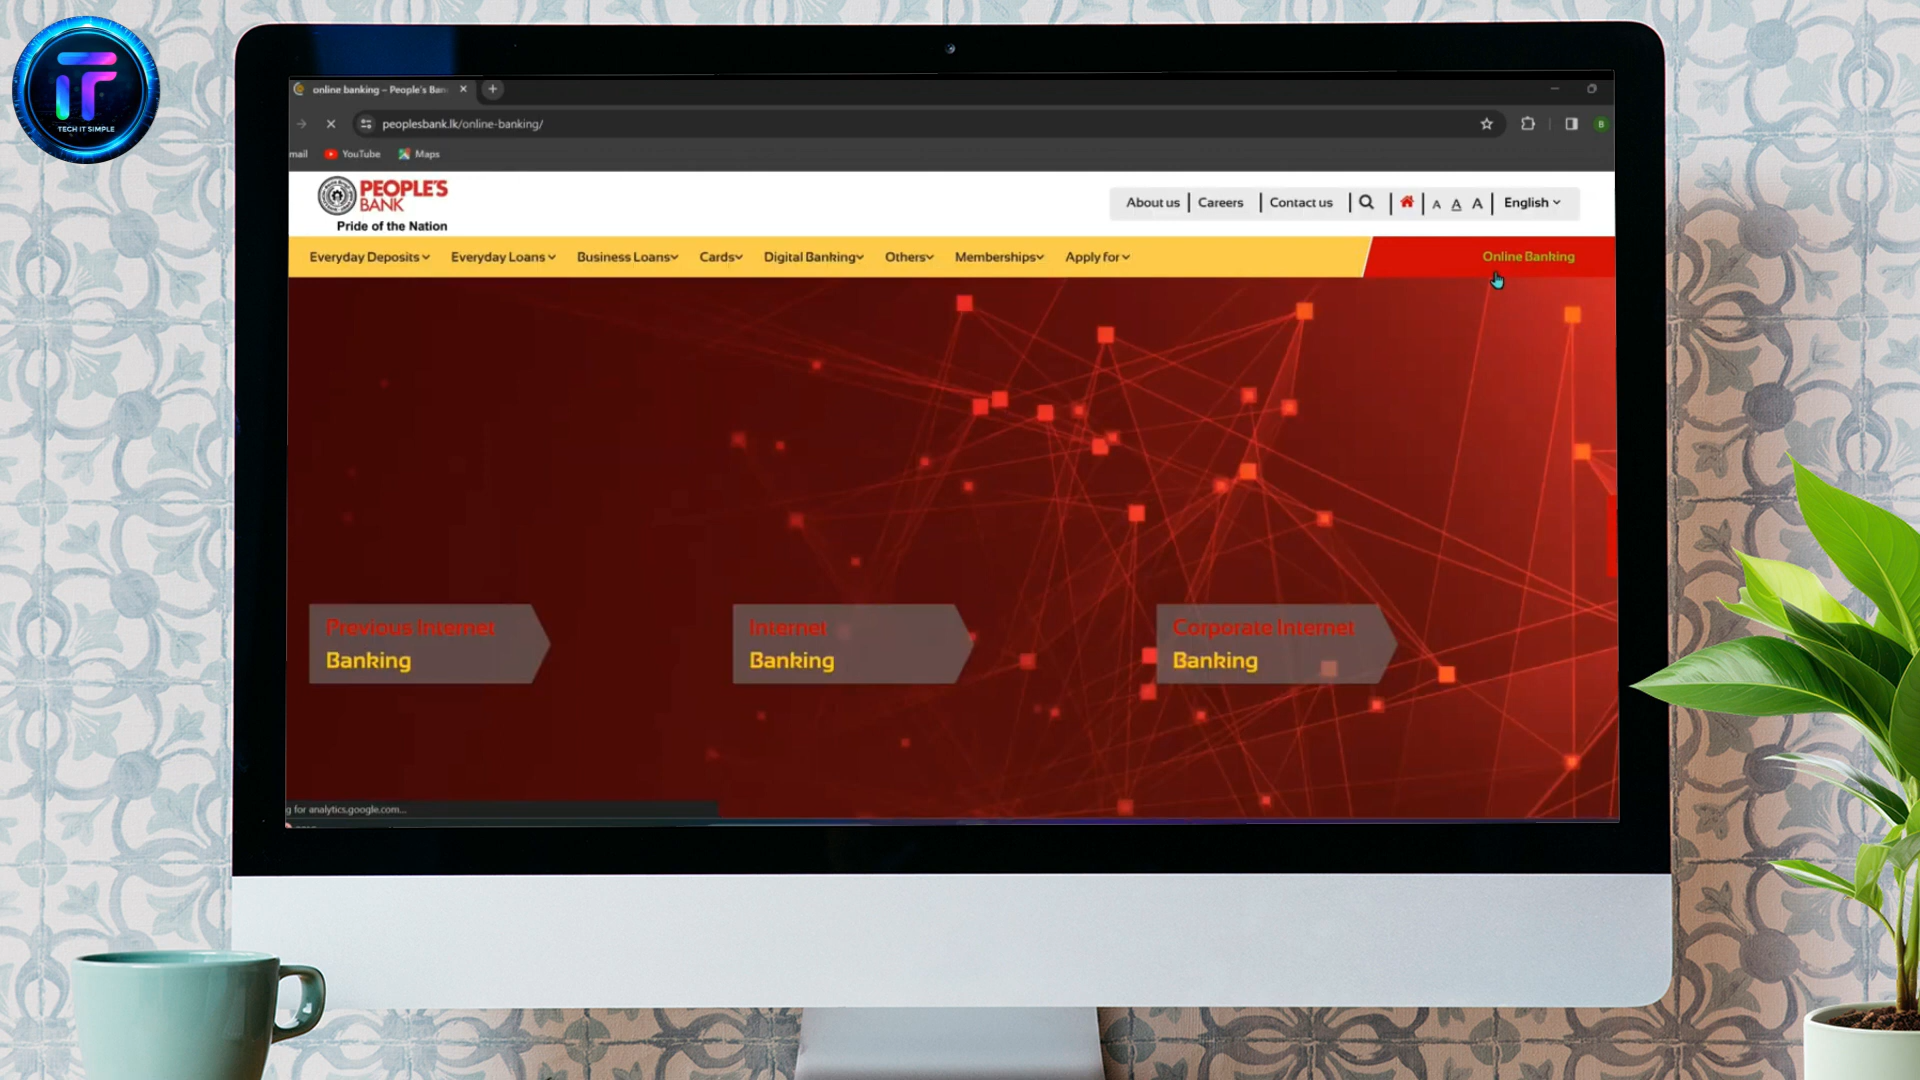 TECH IT SIMPLE
online banking – People's Ban
peoplesbank.lk/online-banking/
B
mail YouTube Maps
PEOPLE'S
BANK
Pride of the Nation
About us Careers Contact us A A A English
Everyday Deposits Everyday Loans Business Loans Cards Digital Banking Others Memberships Apply for Online Banking
Previous Internet
Banking
Internet
Banking
Corporate Internet
Banking
g for analytics.google.com...